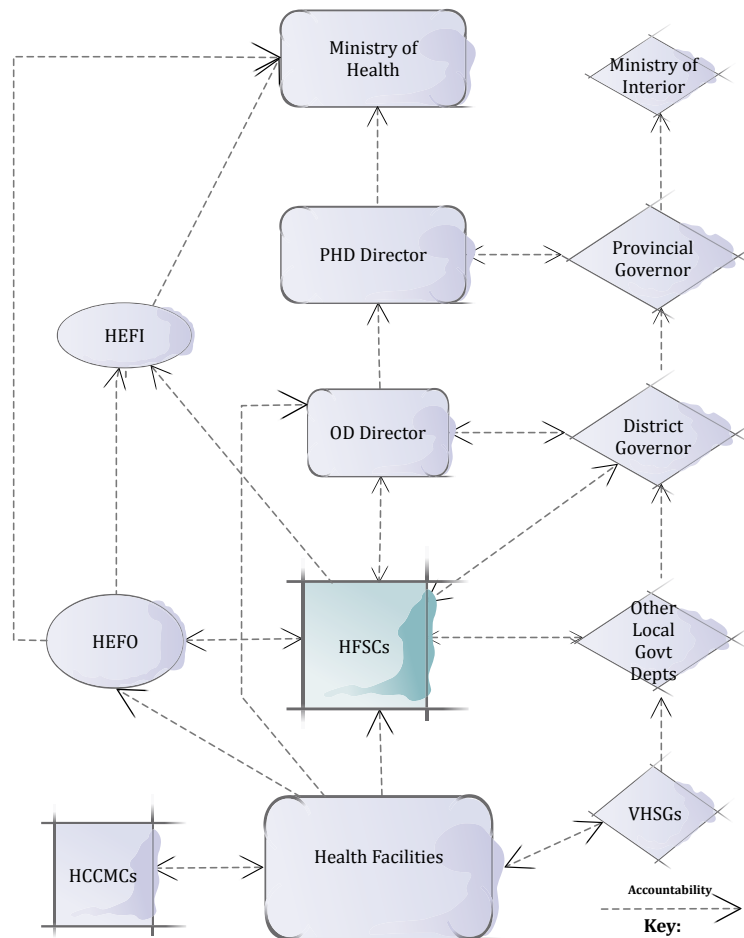 Ministry of
Health
Ministry of
Interior
PHD Director
Provincial
Governor
HEFI
OD Director
District
Governor
HEFO
HFSCs
Other
Local
Govt
Depts
HCCMCs
Health Facilities
VHSGs
Accountability
Key: